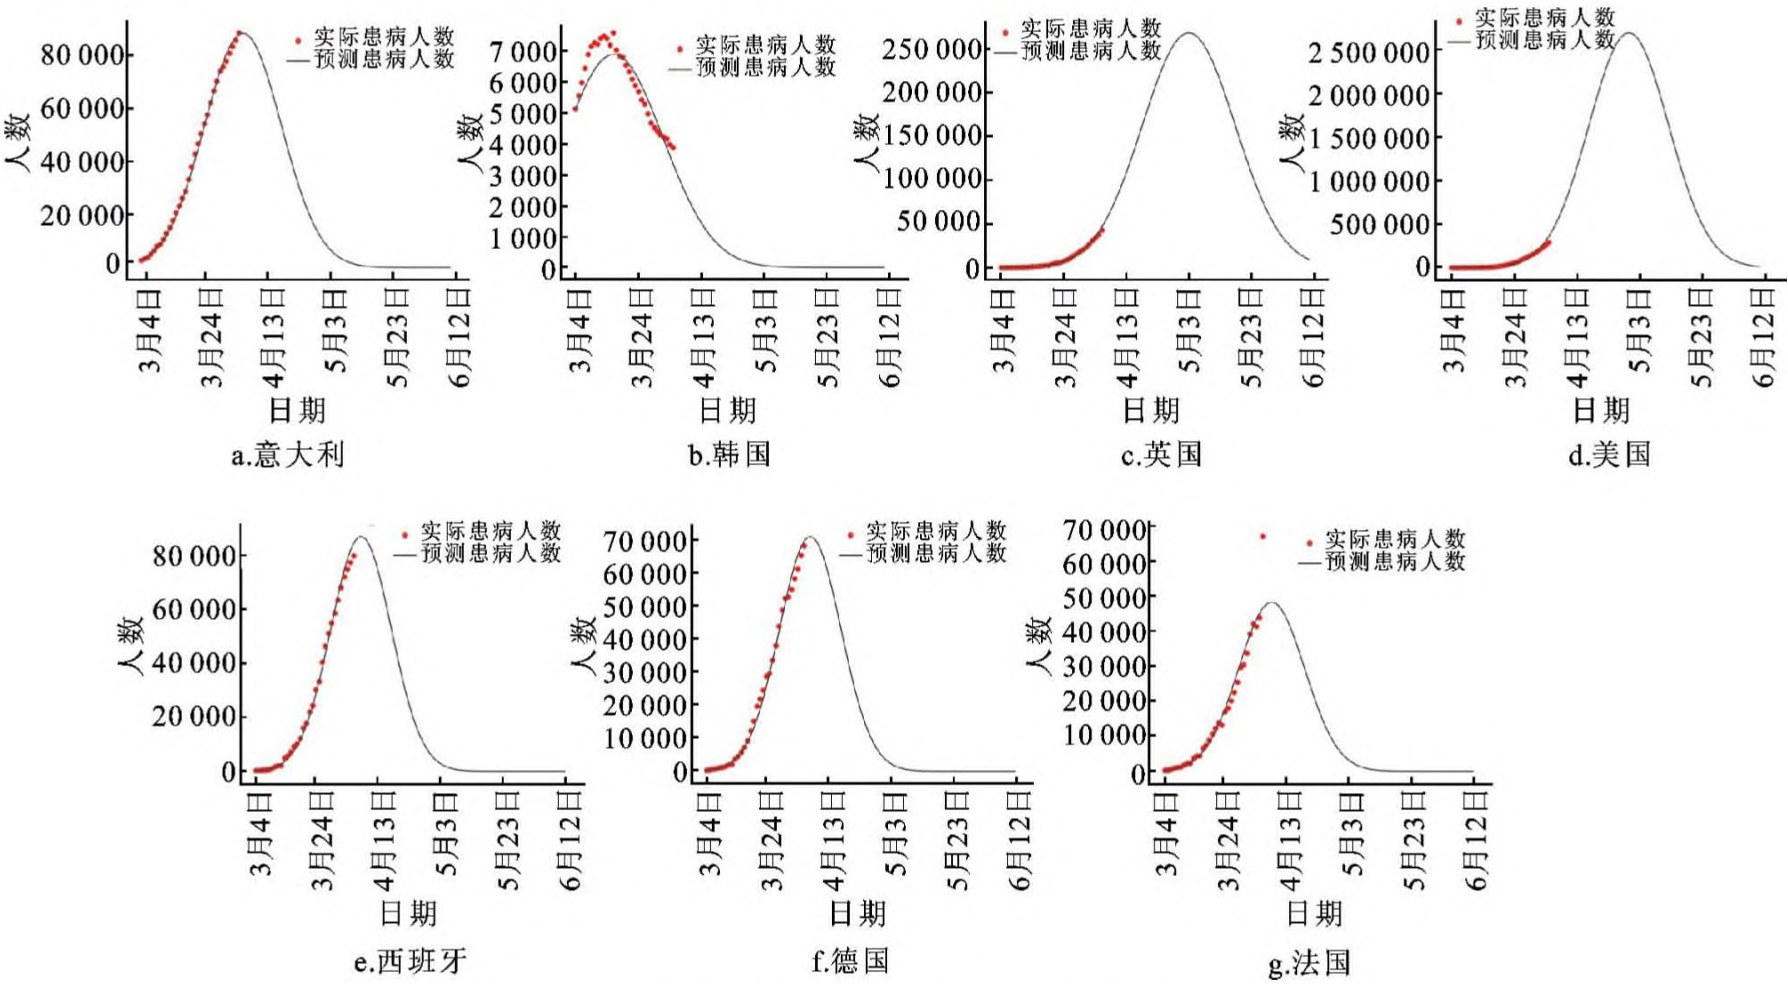 实际患病人数
预测患病人数
80 000
60 000
40 000
20 000
0
人数
3月4日
3月24日
4月13日
5月3日
5月23日
6月12日
日期
a.意大利
实际患病人数
预测患病人数
7 000
6 000
5 000
4 000
3 000
2 000
1 000
0
人数
3月4日
3月24日
4月13日
5月3日
5月23日
6月12日
日期
b.韩国
实际患病人数
预测患病人数
250 000
200 000
150 000
100 000
50 000
0
人数
3月4日
3月24日
4月13日
5月3日
5月23日
6月12日
日期
c.英国
实际患病人数
预测患病人数
2 500 000
2 000 000
1 500 000
1 000 000
500 000
0
人数
3月4日
3月24日
4月13日
5月3日
5月23日
6月12日
日期
d.美国
实际患病人数
预测患病人数
80 000
60 000
40 000
20 000
0
人数
3月4日
3月24日
4月13日
5月3日
5月23日
6月12日
日期
e.西班牙
实际患病人数
预测患病人数
70 000
60 000
50 000
40 000
30 000
20 000
10 000
0
人数
3月4日
3月24日
4月13日
5月3日
5月23日
6月12日
日期
f.德国
实际患病人数
预测患病人数
70 000
60 000
50 000
40 000
30 000
20 000
10 000
0
人数
3月4日
3月24日
4月13日
5月3日
5月23日
6月12日
日期
g.法国